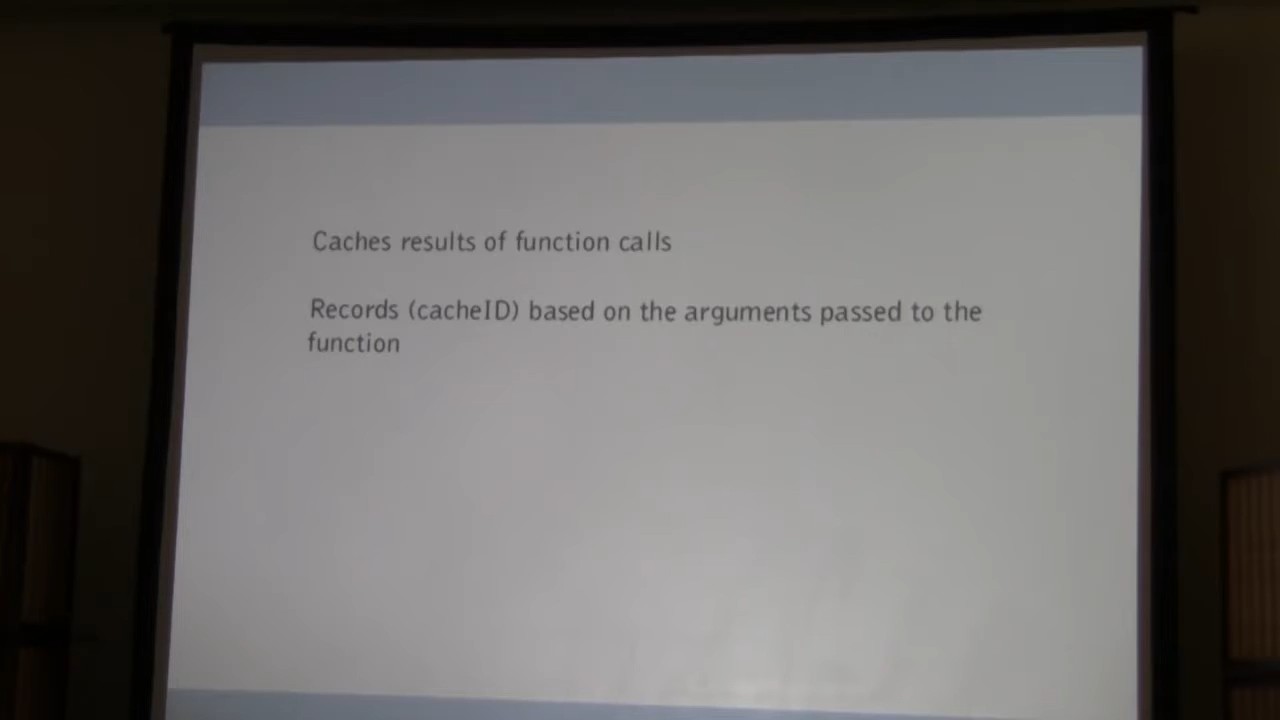 Caches results of function calls
Records (cacheID) based on the arguments passed to the
function